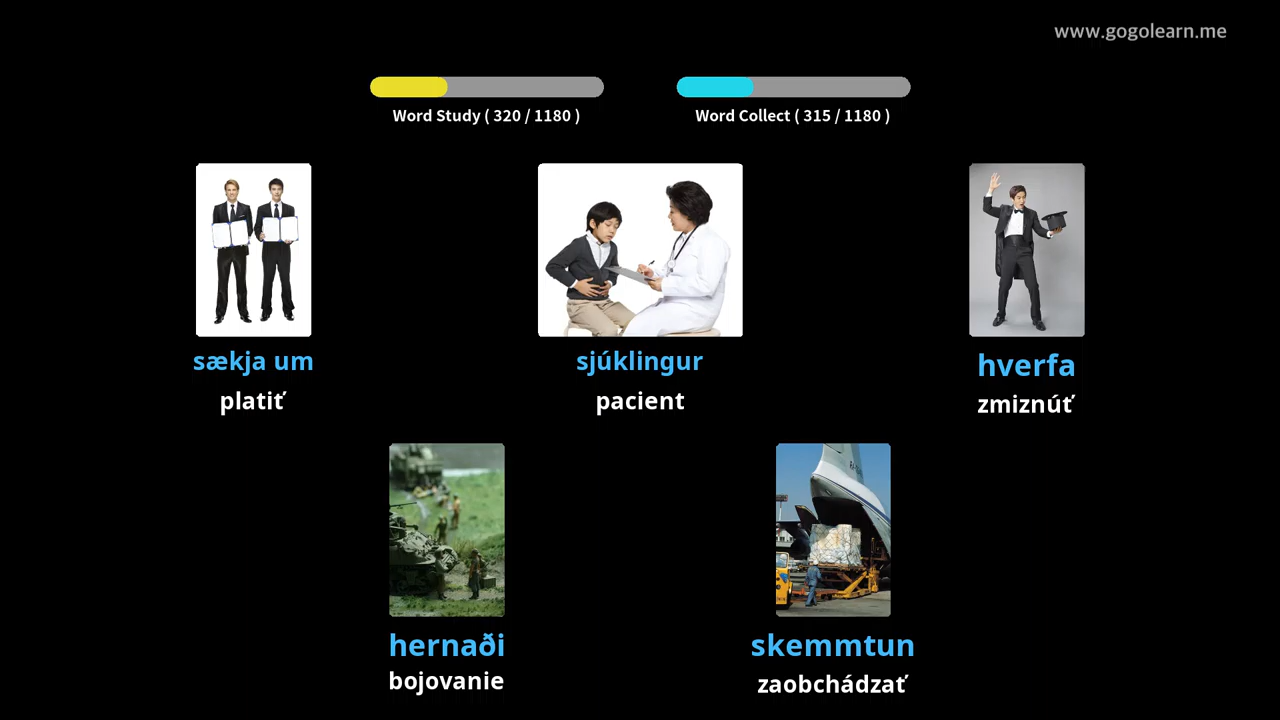 www.gogolearn.me
Word Study ( 320 / 1180 )
Word Collect ( 315 / 1180 )
sækja um
platiť
sjúklingur
pacient
hverfa
zmiznúť
hernaði
bojovanie
skemmtun
zaobchádzať